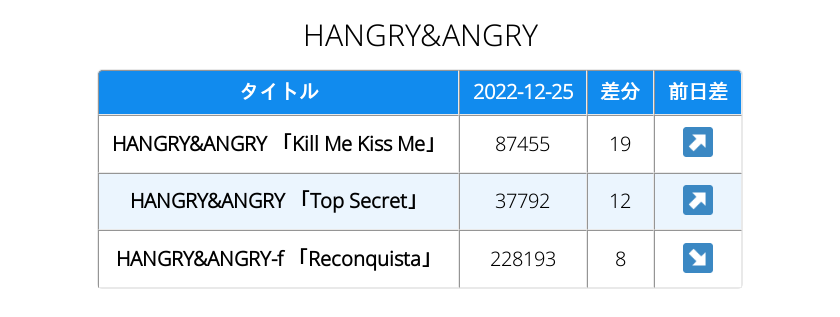 HANGRY&ANGRY
タイトル 2022-12-25 差分 前日差
HANGRY&ANGRY 「Kill Me Kiss Me」 87455 19 ↗
HANGRY&ANGRY 「Top Secret」 37792 12 ↗
HANGRY&ANGRY-f 「Reconquista」 228193 8 ↘